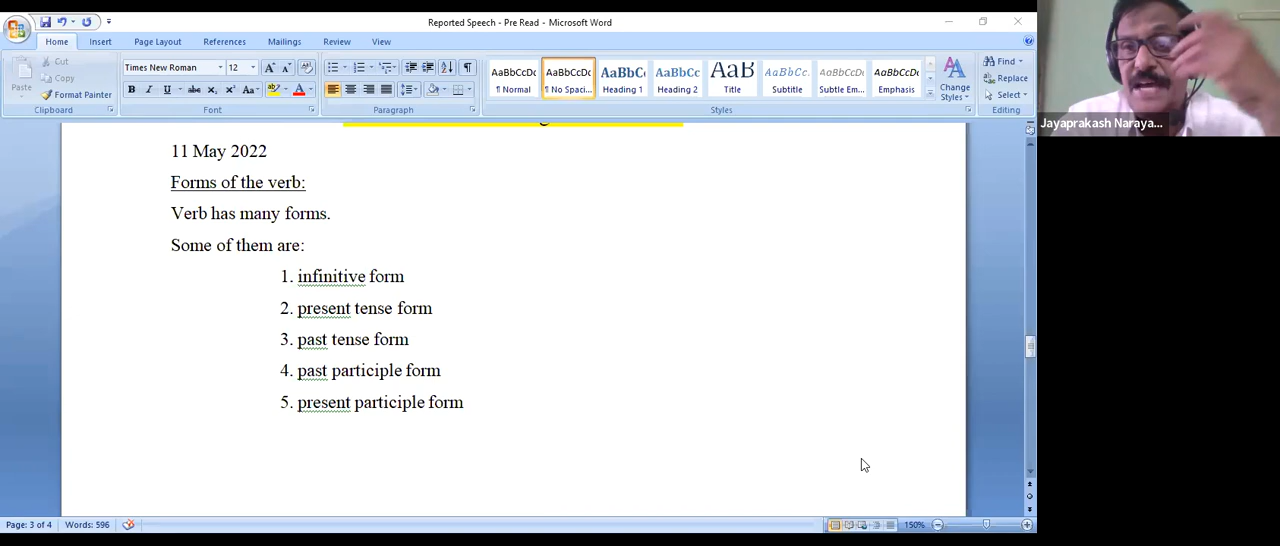 Reported Speech - Pre Read - Microsoft Word
Home Insert Page Layout References Mailings Review View
Paste
Cut
Copy
Format Painter
Clipboard
Times New Roman 12
Font
Paragraph
AaBbCcDc AaBbCcDc AaBbC AaBbCc AaB AaBbCcL AaBbCcDc AaBbCcDc
¶ Normal ¶ No Spaci... Heading 1 Heading 2 Title Subtitle Subtle Em... Emphasis
Change Styles
Styles
Find
Replace
Select
Editing
Jayaprakash Naraya...
11 May 2022
Forms of the verb:
Verb has many forms.
Some of them are:
1. infinitive form
2. present tense form
3. past tense form
4. past participle form
5. present participle form
Page: 3 of 4 Words: 596 150%